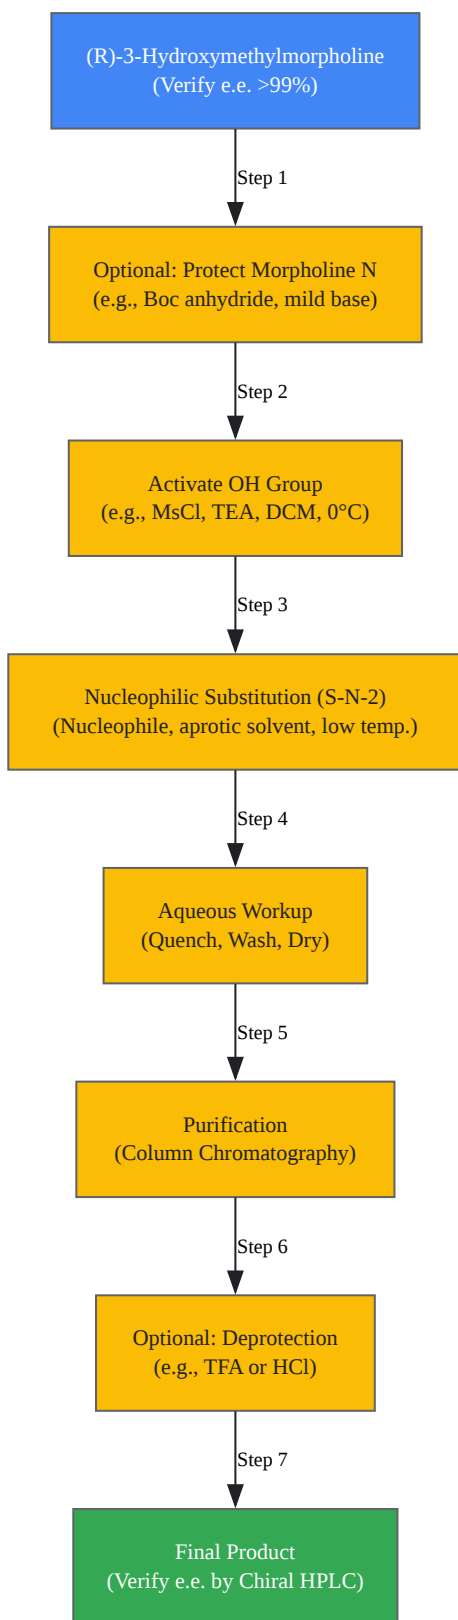 (R)-3-Hydroxymethylmorpholine
(Verify e.e. >99%)
Step 1
Optional: Protect Morpholine N
(e.g., Boc anhydride, mild base)
Step 2
Activate OH Group
(e.g., MsCl, TEA, DCM, 0°C)
Step 3
Nucleophilic Substitution (S-N-2)
(Nucleophile, aprotic solvent, low temp.)
Step 4
Aqueous Workup
(Quench, Wash, Dry)
Step 5
Purification
(Column Chromatography)
Step 6
Optional: Deprotection
(e.g., TFA or HCl)
Step 7
Final Product
(Verify e.e. by Chiral HPLC)